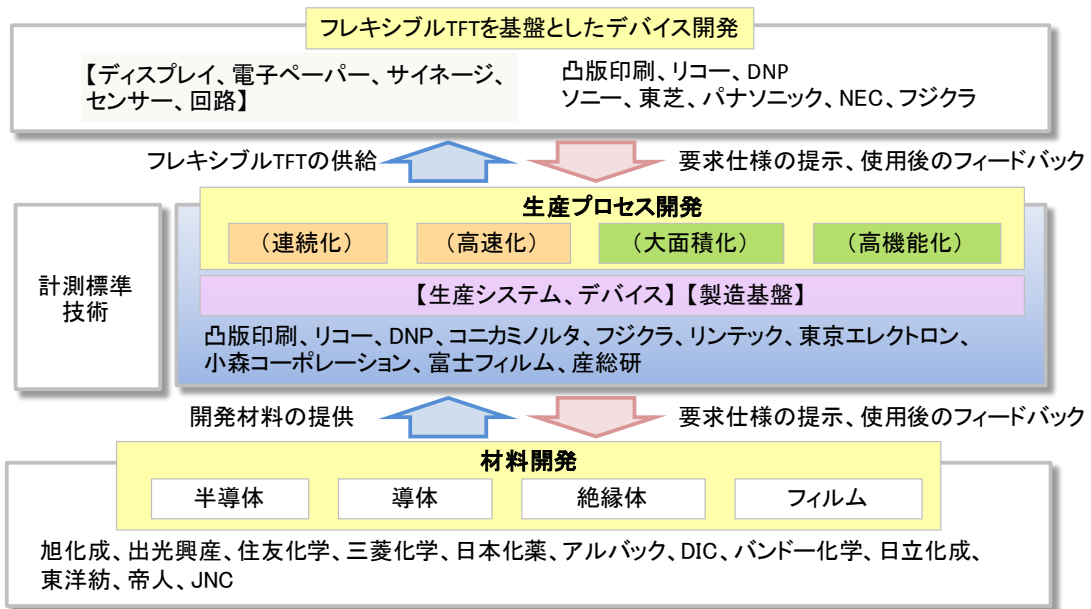 フレキシブルTFTを基盤としたデバイス開発
【ディスプレイ、電子ペーパー、サイネージ、
センサー、回路】
凸版印刷、リコー、DNP
ソニー、東芝、パナソニック、NEC、フジクラ
フレキシブルTFTの供給
要求仕様の提示、使用後のフィードバック
計測標準
技術
生産プロセス開発
（連続化）
（高速化）
（大面積化）
（高機能化）
【生産システム、デバイス】【製造基盤】
凸版印刷、リコー、DNP、コニカミノルタ、フジクラ、リンテック、東京エレクトロン、
小森コーポレーション、富士フィルム、産総研
開発材料の提供
要求仕様の提示、使用後のフィードバック
材料開発
半導体
導体
絶縁体
フィルム
旭化成、出光興産、住友化学、三菱化学、日本化薬、アルバック、DIC、バンドー化学、日立化成、
東洋紡、帝人、JNC